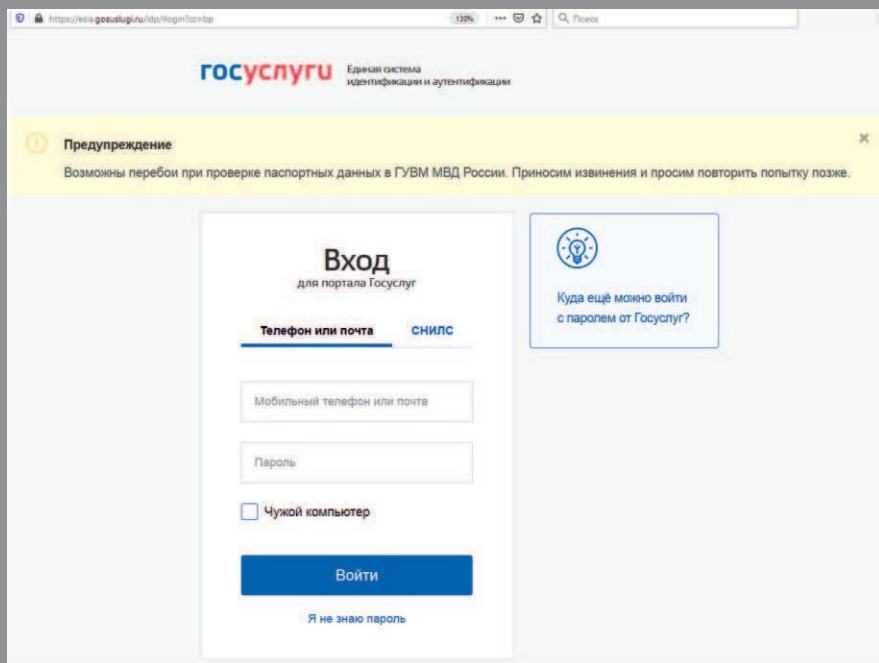 https://esia.gosuslugi.ru/idp/rlogin?cc=bp
130%
Поиск
госуслуги
Единая система
идентификации и аутентификации
Предупреждение
Возможны перебои при проверке паспортных данных в ГУВМ МВД России. Приносим извинения и просим повторить попытку позже.
Вход
для портала Госуслуг
Телефон или почта
СНИЛС
Мобильный телефон или почта
Пароль
Чужой компьютер
Войти
Я не знаю пароль
Куда ещё можно войти
с паролем от Госуслуг?